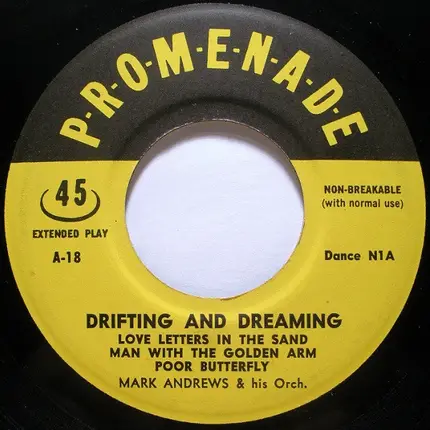 P-R-O-M-E-N-A-D-E
45
EXTENDED PLAY
A-18
NON-BREAKABLE
(with normal use)
Dance N1A
DRIFTING AND DREAMING
LOVE LETTERS IN THE SAND
MAN WITH THE GOLDEN ARM
POOR BUTTERFLY
MARK ANDREWS & his Orch.